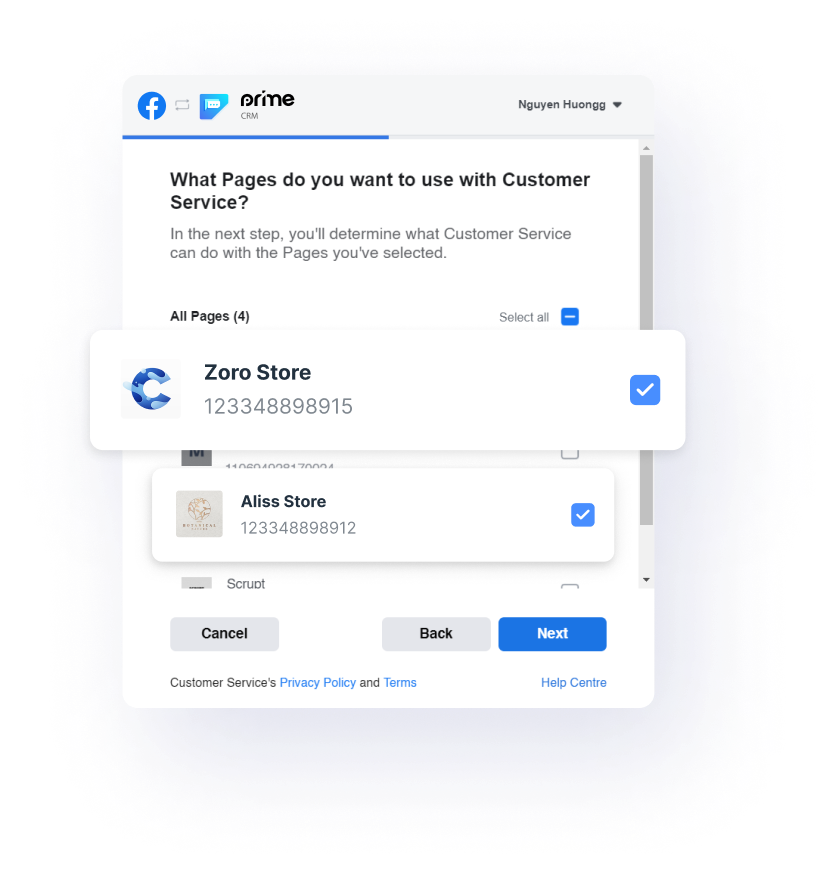 prime
CRM
Nguyen Huongg
What Pages do you want to use with Customer
Service?
In the next step, you'll determine what Customer Service
can do with the Pages you've selected.
All Pages (4)
Select all
Zoro Store
123348898915
M
Aliss Store
123348898912
Scrupt
Cancel
Back
Next
Customer Service's Privacy Policy and Terms
Help Centre